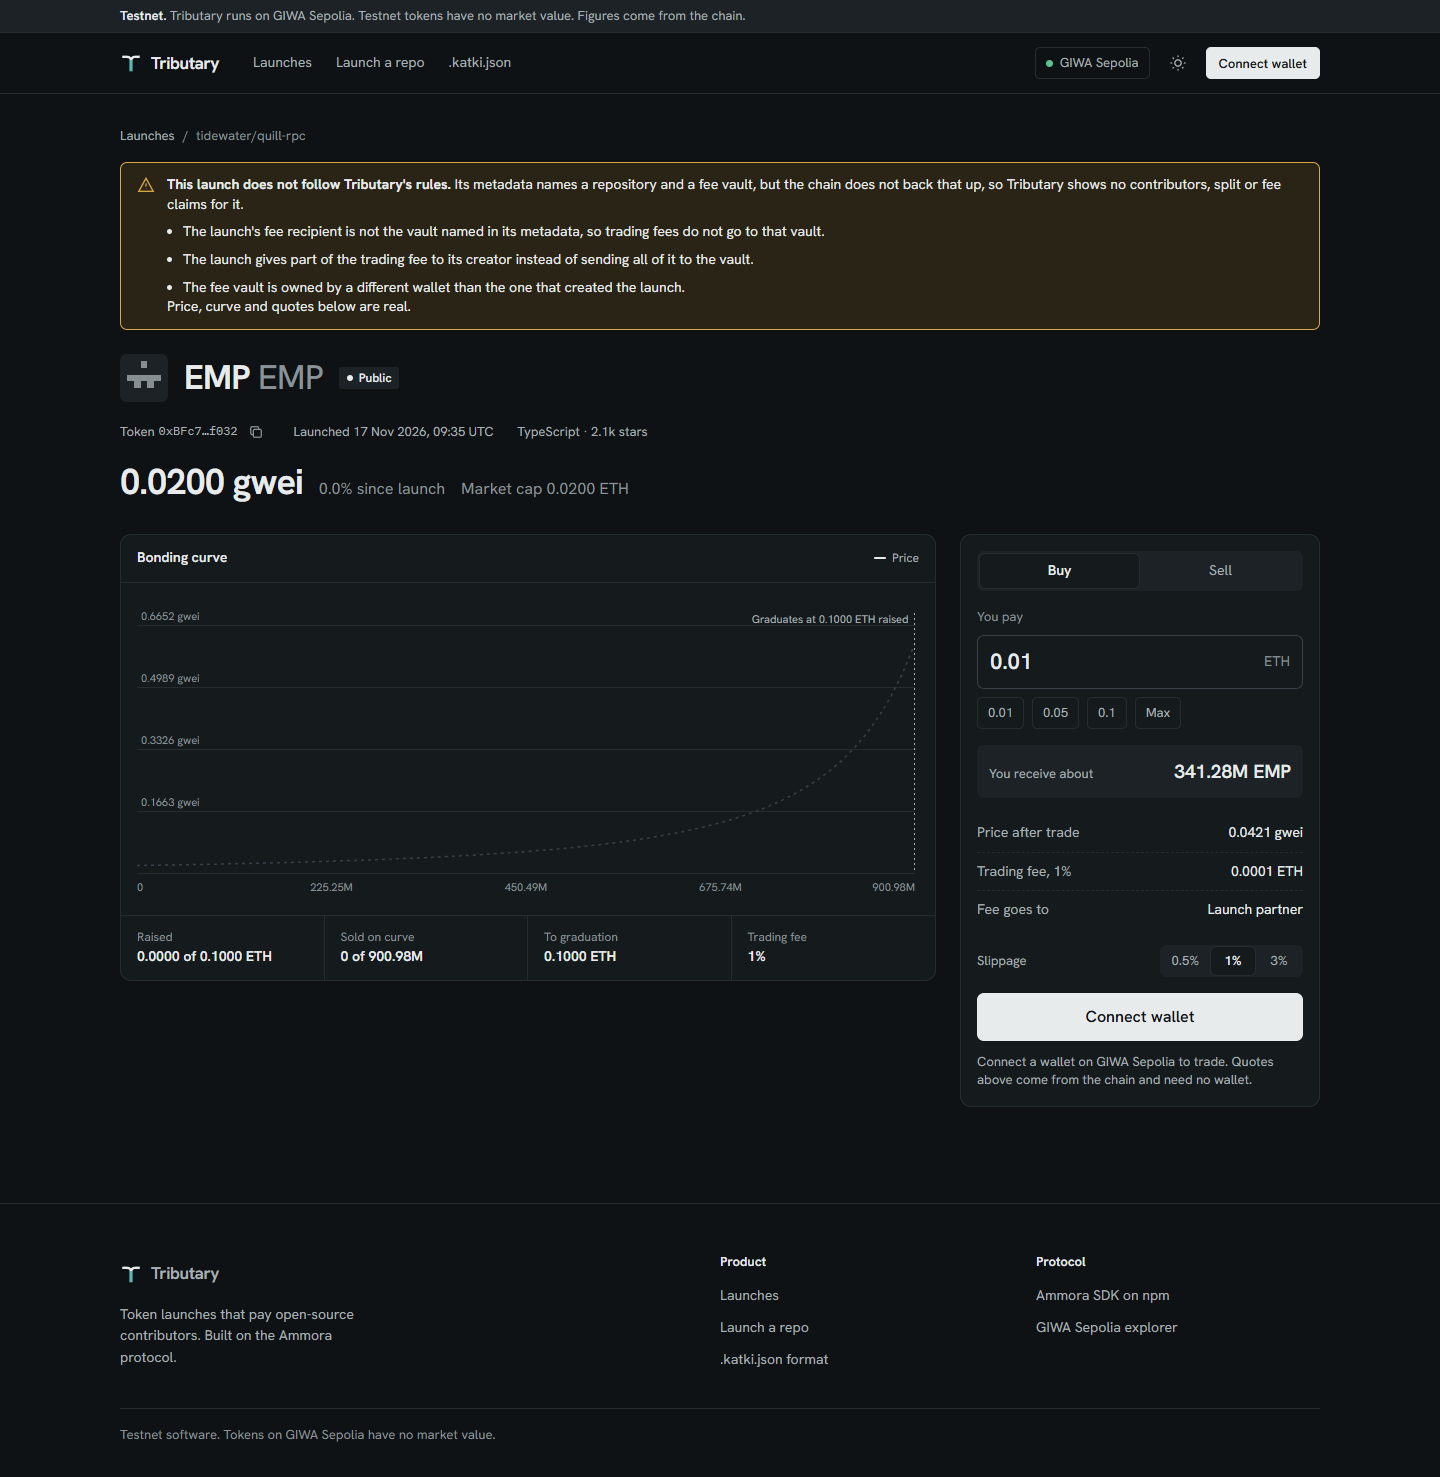 Testnet. Tributary runs on GIWA Sepolia. Testnet tokens have no market value. Figures come from the chain.
Tributary
Launches
Launch a repo
.katki.json
GIWA Sepolia
Connect wallet
Launches / tidewater/quill-rpc
This launch does not follow Tributary's rules. Its metadata names a repository and a fee vault, but the chain does not back that up, so Tributary shows no contributors, split or fee
claims for it.
• The launch's fee recipient is not the vault named in its metadata, so trading fees do not go to that vault.
• The launch gives part of the trading fee to its creator instead of sending all of it to the vault.
• The fee vault is owned by a different wallet than the one that created the launch.
Price, curve and quotes below are real.
EMP EMP
Public
Token 0xBFc7…f032
Launched 17 Nov 2026, 09:35 UTC
TypeScript · 2.1k stars
0.0200 gwei
0.0% since launch
Market cap 0.0200 ETH
Bonding curve
Price
0.6652 gwei
Graduates at 0.1000 ETH raised
0.4989 gwei
0.3326 gwei
0.1663 gwei
0
225.25M
450.49M
675.74M
900.98M
Raised
0.0000 of 0.1000 ETH
Sold on curve
0 of 900.98M
To graduation
0.1000 ETH
Trading fee
1%
Buy
Sell
You pay
0.01
ETH
0.01
0.05
0.1
Max
You receive about
341.28M EMP
Price after trade
0.0421 gwei
Trading fee, 1%
0.0001 ETH
Fee goes to
Launch partner
Slippage
0.5%
1%
3%
Connect wallet
Connect a wallet on GIWA Sepolia to trade. Quotes
above come from the chain and need no wallet.
Tributary
Token launches that pay open-source
contributors. Built on the Ammora
protocol.
Product
Launches
Launch a repo
.katki.json format
Protocol
Ammora SDK on npm
GIWA Sepolia explorer
Testnet software. Tokens on GIWA Sepolia have no market value.